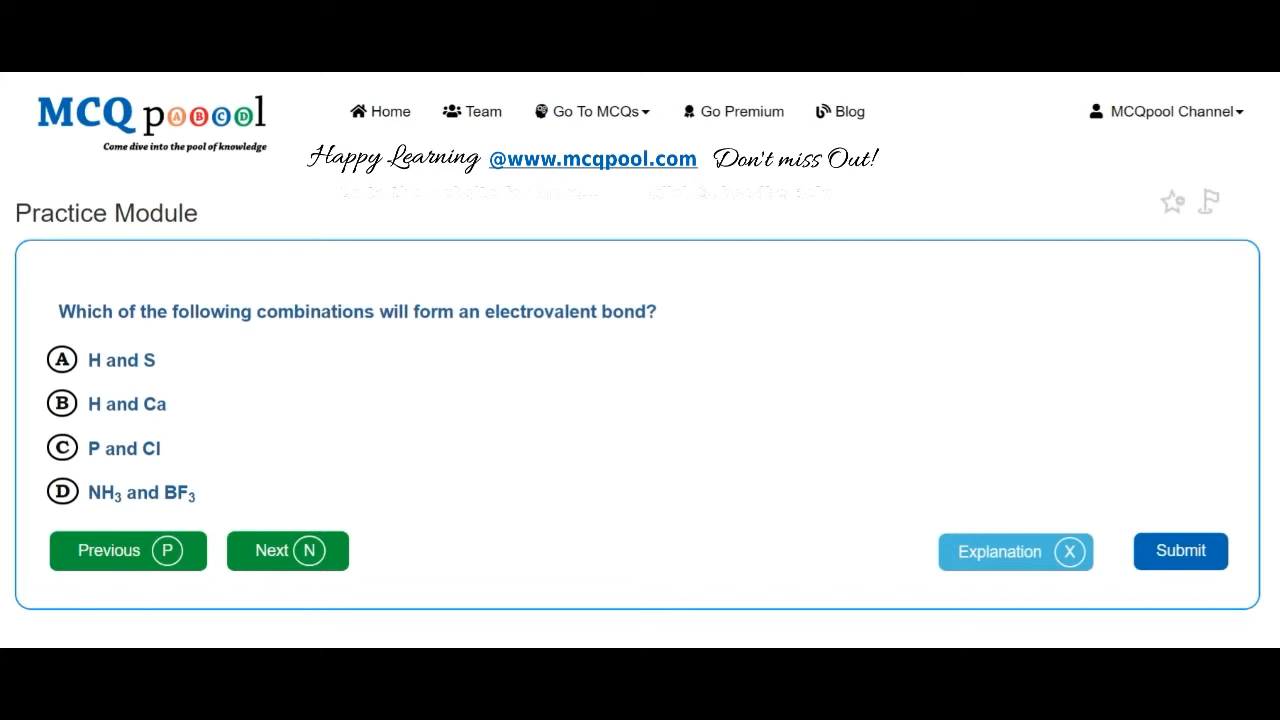 MCQ pABCDl
Come dive into the pool of knowledge
Home Team Go To MCQs Go Premium Blog MCQpool Channel
Happy Learning @www.mcqpool.com Don't miss Out!
Practice Module
Which of the following combinations will form an electrovalent bond?
A H and S
B H and Ca
C P and Cl
D NH₃ and BF₃
Previous P Next N Explanation X Submit